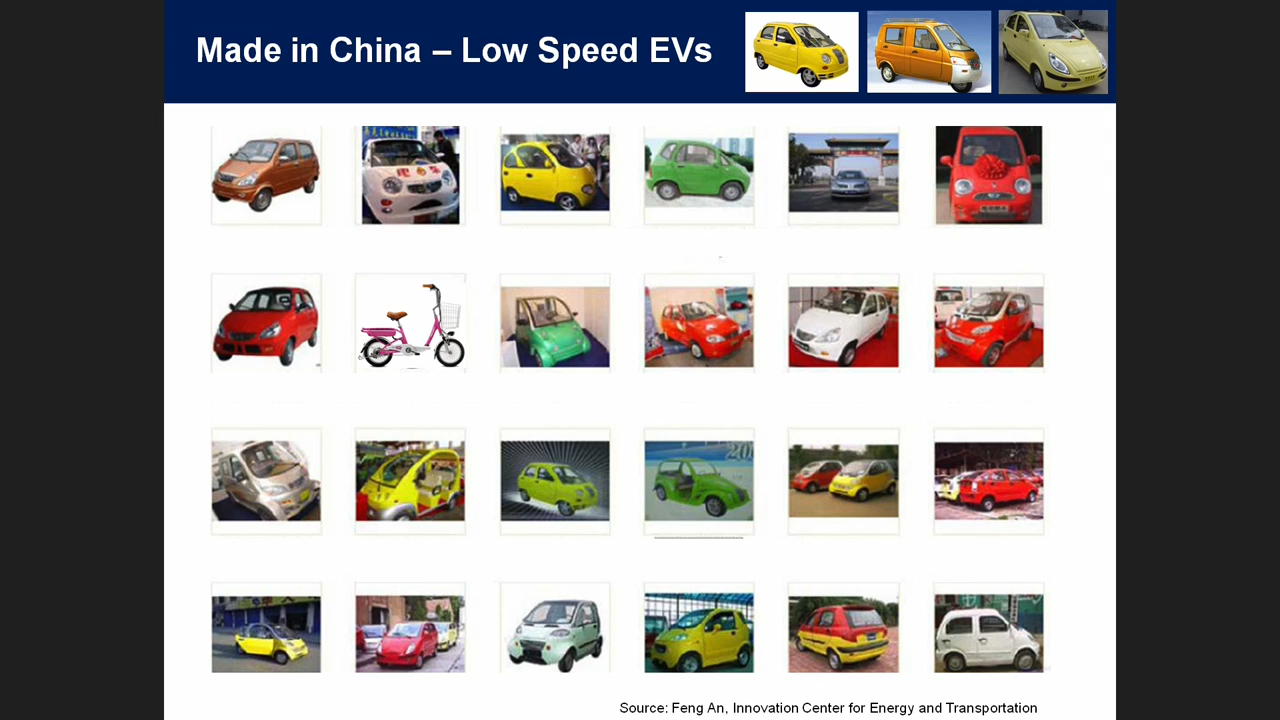 Made in China – Low Speed EVs
Source: Feng An, Innovation Center for Energy and Transportation